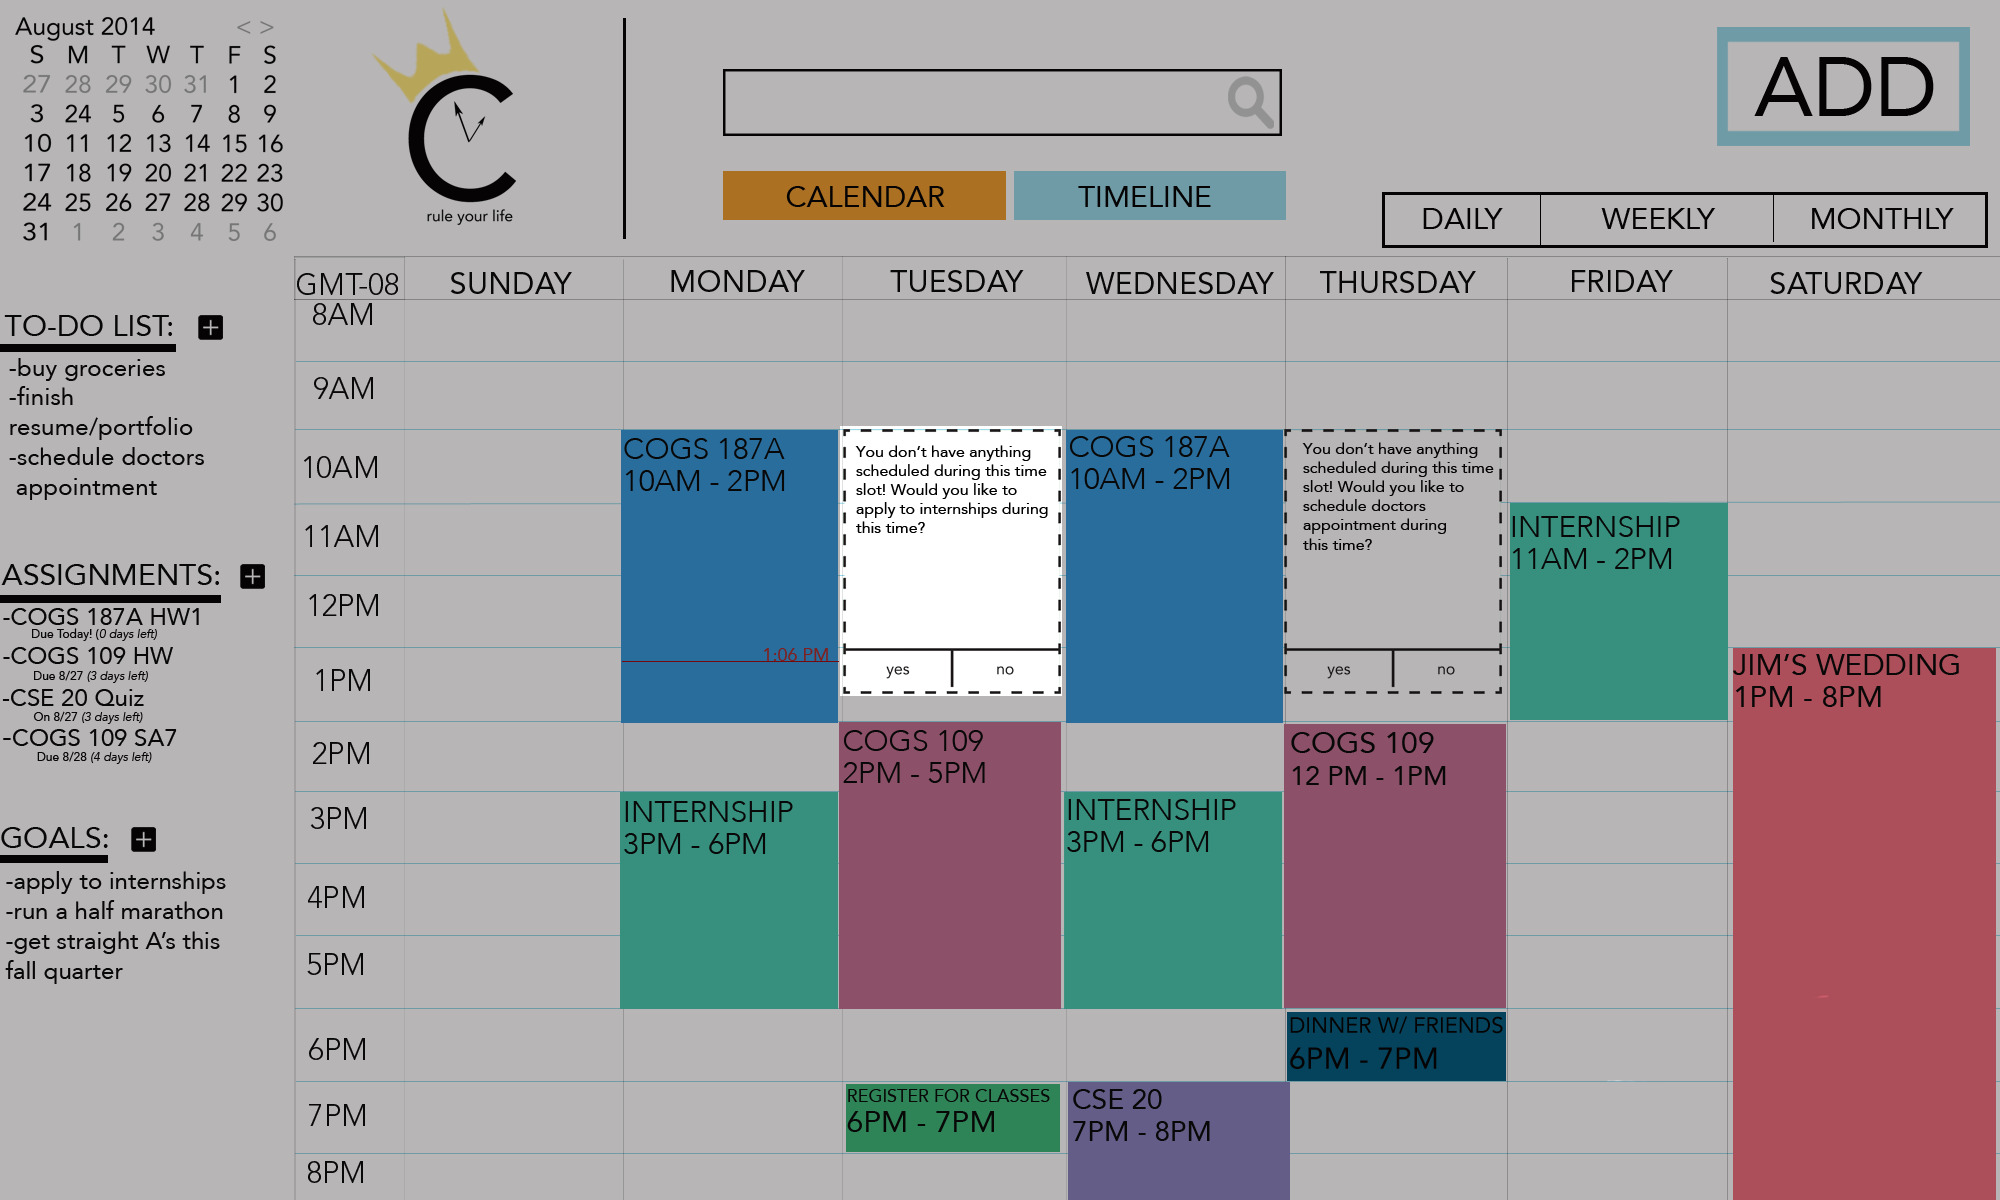 August 2014 < >
S M T W T F S
27 28 29 30 31 1 2
3 24 5 6 7 8 9
10 11 12 13 14 15 16
17 18 19 20 21 22 23
24 25 26 27 28 29 30
31 1 2 3 4 5 6
C
rule your life
CALENDAR
TIMELINE
ADD
DAILY
WEEKLY
MONTHLY
TO-DO LIST:
-buy groceries
-finish
resume/portfolio
-schedule doctors
appointment
ASSIGNMENTS:
-COGS 187A HW1
Due Today! (0 days left)
-COGS 109 HW
Due 8/27 (3 days left)
-CSE 20 Quiz
On 8/27 (3 days left)
-COGS 109 SA7
Due 8/28 (4 days left)
GOALS:
-apply to internships
-run a half marathon
-get straight A’s this
fall quarter
GMT-08 SUNDAY MONDAY TUESDAY WEDNESDAY THURSDAY FRIDAY SATURDAY
8AM
9AM
10AM
11AM
12PM
1PM
2PM
3PM
4PM
5PM
6PM
7PM
8PM
COGS 187A
10AM - 2PM
1:06 PM
INTERNSHIP
3PM - 6PM
You don’t have anything
scheduled during this time
slot! Would you like to
apply to internships during
this time?
yes no
COGS 109
2PM - 5PM
REGISTER FOR CLASSES
6PM - 7PM
COGS 187A
10AM - 2PM
INTERNSHIP
3PM - 6PM
CSE 20
7PM - 8PM
You don’t have anything
scheduled during this time
slot! Would you like to
schedule doctors
appointment during
this time?
yes no
COGS 109
12 PM - 1PM
DINNER W/ FRIENDS
6PM - 7PM
INTERNSHIP
11AM - 2PM
JIM’S WEDDING
1PM - 8PM